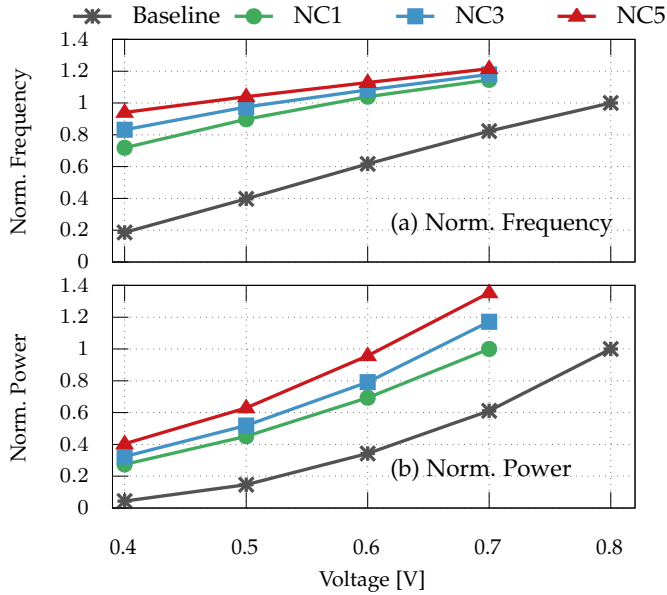 Baseline NC1 NC3 NC5
1.4
1.2
1
0.8
0.6
0.4
0.2
0
Norm. Frequency
(a) Norm. Frequency
1.4
1.2
1
0.8
0.6
0.4
0.2
0
Norm. Power
(b) Norm. Power
0.4 0.5 0.6 0.7 0.8
Voltage [V]